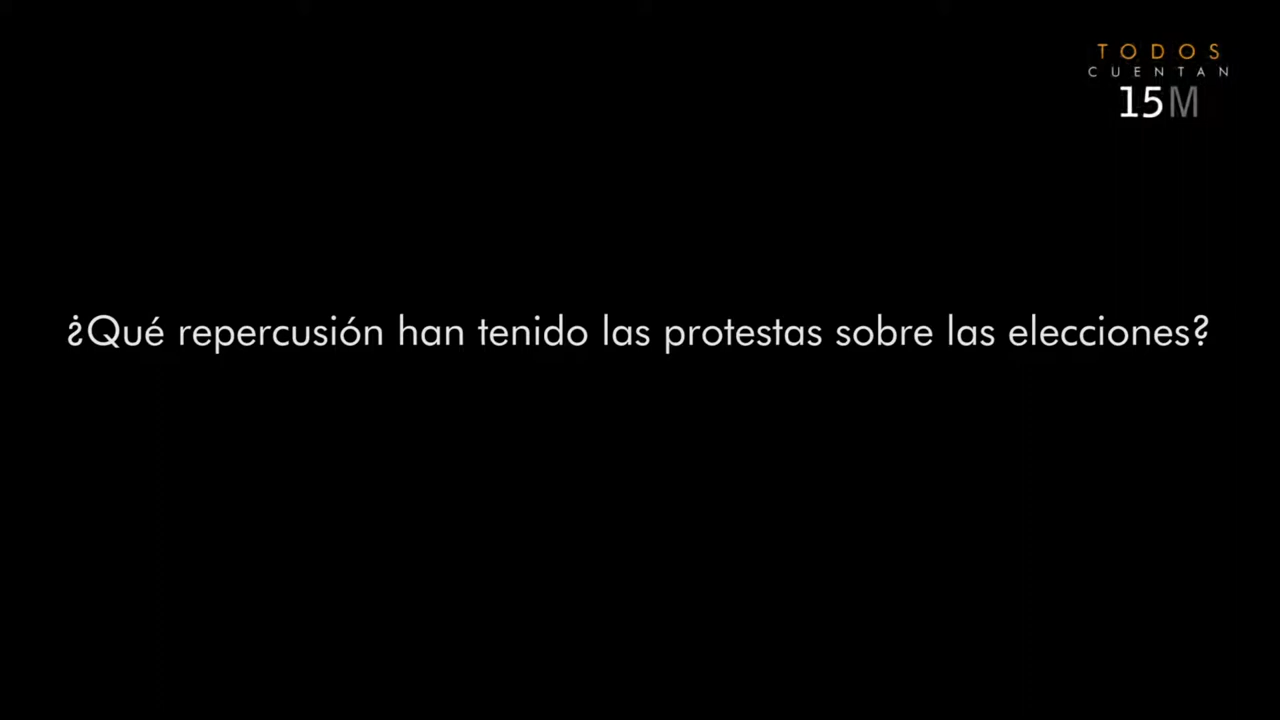 TODOS
CUENTAN
15M
¿Qué repercusión han tenido las protestas sobre las elecciones?